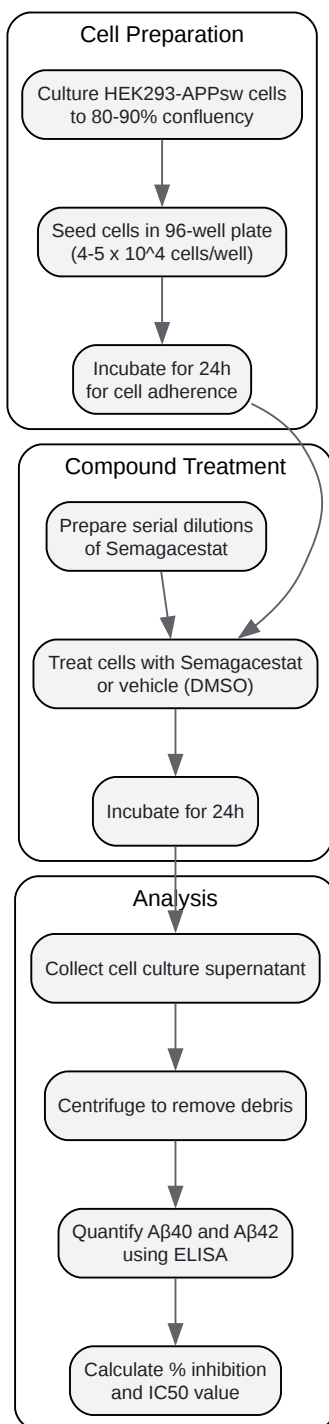 Cell Preparation
Culture HEK293-APPsw cells
to 80-90% confluency
Seed cells in 96-well plate
(4-5 x 10^4 cells/well)
Incubate for 24h
for cell adherence
Compound Treatment
Prepare serial dilutions
of Semagacestat
Treat cells with Semagacestat
or vehicle (DMSO)
Incubate for 24h
Analysis
Collect cell culture supernatant
Centrifuge to remove debris
Quantify Aβ40 and Aβ42
using ELISA
Calculate % inhibition
and IC50 value